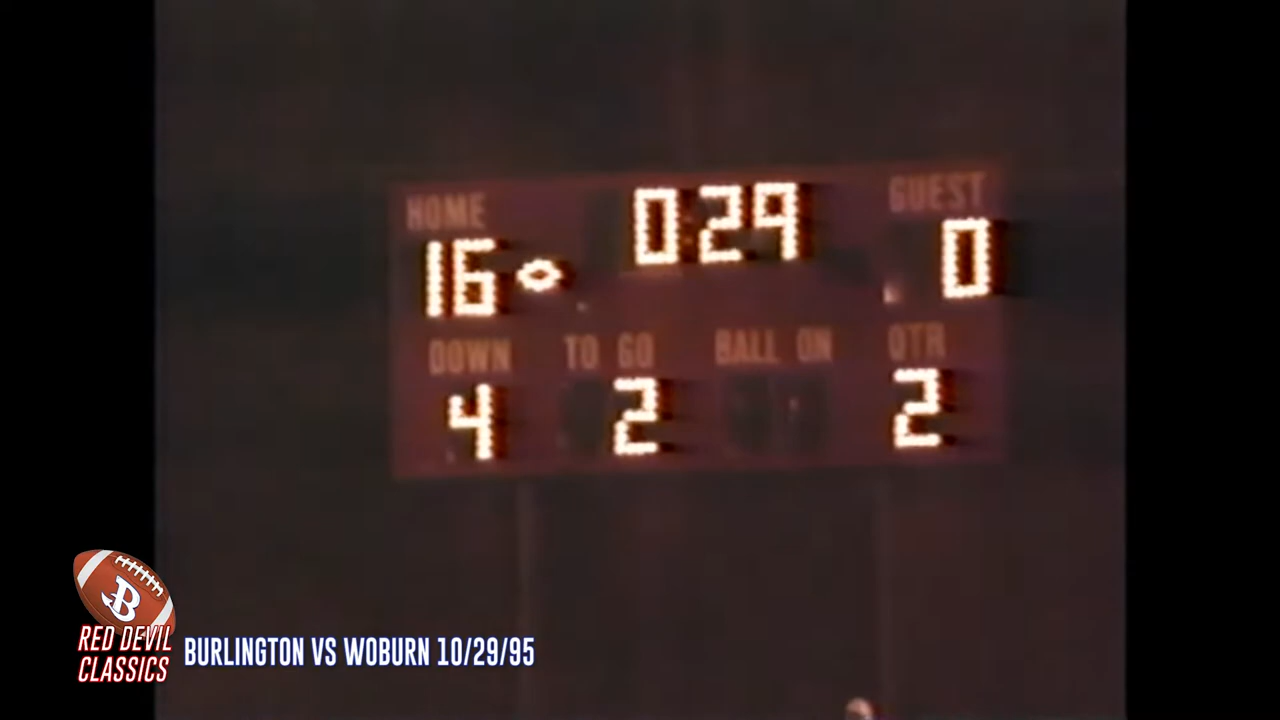 HOME 0:29 GUEST
16 0
DOWN TO GO BALL ON QTR
4 2 2
B
RED DEVIL
CLASSICS
BURLINGTON VS WOBURN 10/29/95